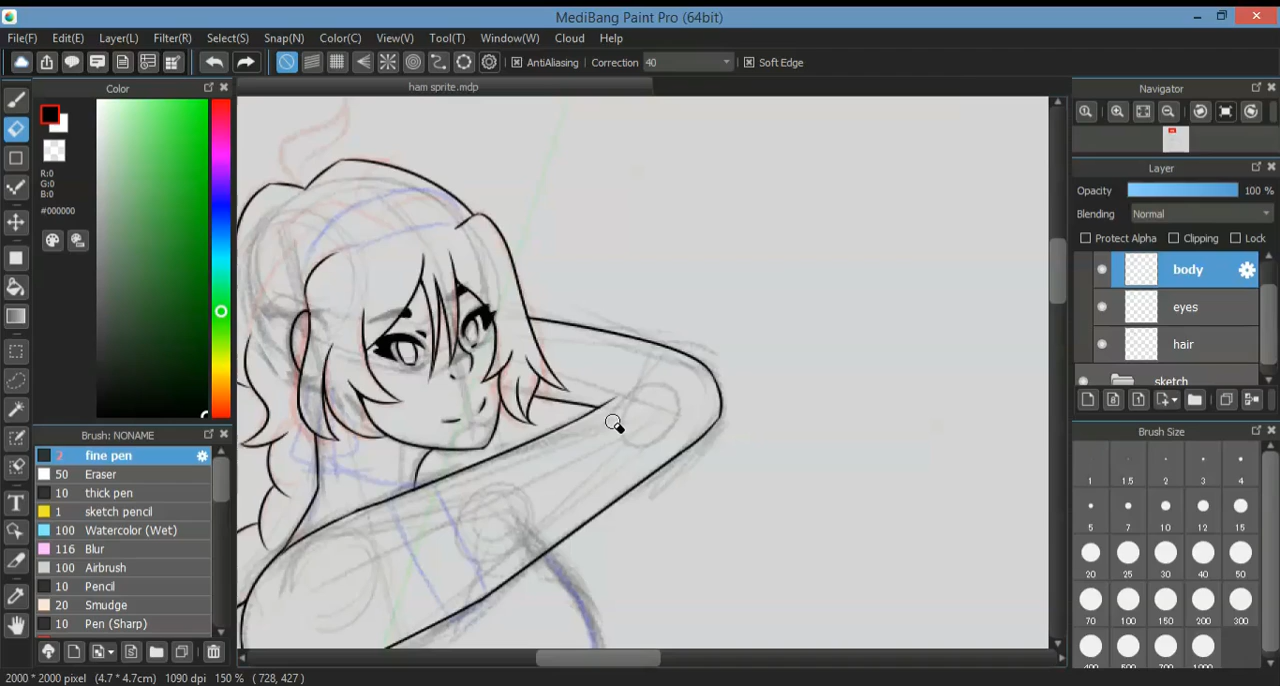 MediBang Paint Pro (64bit)
File(F) Edit(E) Layer(L) Filter(R) Select(S) Snap(N) Color(C) View(V) Tool(T) Window(W) Cloud Help
AntiAliasing Correction 40 Soft Edge
Color
ham sprite.mdp
Navigator
R:0
G:0
B:0
#000000
Layer
Opacity 100 %
Blending Normal
Protect Alpha Clipping Lock
body
eyes
hair
sketch
Brush: NONAME
2 fine pen
50 Eraser
10 thick pen
1 sketch pencil
100 Watercolor (Wet)
116 Blur
100 Airbrush
10 Pencil
20 Smudge
10 Pen (Sharp)
Brush Size
1 1.5 2 3 4
5 7 10 12 15
20 25 30 40 50
70 100 150 200 300
400 500 700 1000
2000 * 2000 pixel (4.7 * 4.7cm) 1090 dpi 150 % ( 728, 427 )